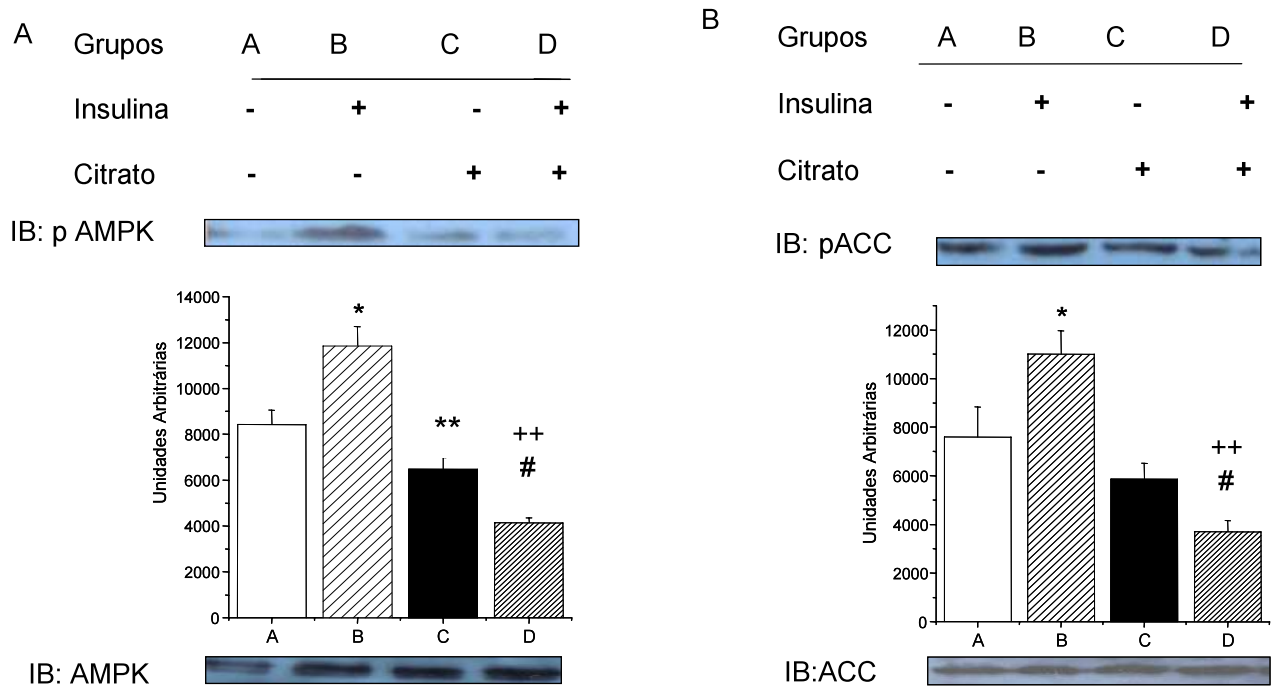 A
Grupos A B C D
Insulina - + - +
Citrato - - + +
IB: p AMPK
14000
12000
10000
8000
6000
4000
2000
0
Unidades Arbitrárias
*
**
++
#
A B C D
IB: AMPK
B
Grupos A B C D
Insulina - + - +
Citrato - - + +
IB: pACC
12000
10000
8000
6000
4000
2000
0
Unidades Arbitrárias
*
++
#
A B C D
IB:ACC